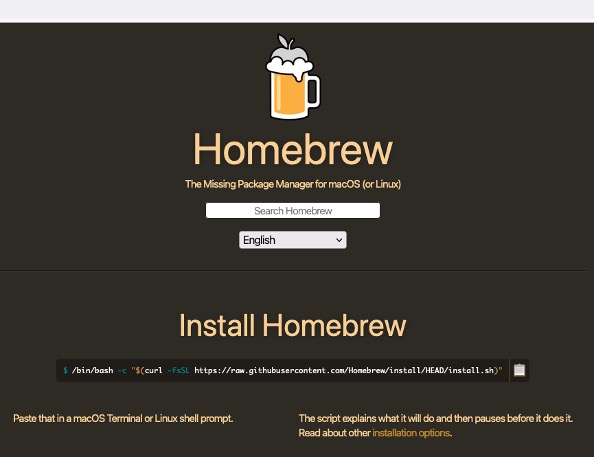 Homebrew
The Missing Package Manager for macOS (or Linux)
Search Homebrew
English
Install Homebrew
$ /bin/bash -c "$(curl -fsSL https://raw.githubusercontent.com/Homebrew/install/HEAD/install.sh)"
Paste that in a macOS Terminal or Linux shell prompt.
The script explains what it will do and then pauses before it does it.
Read about other installation options.